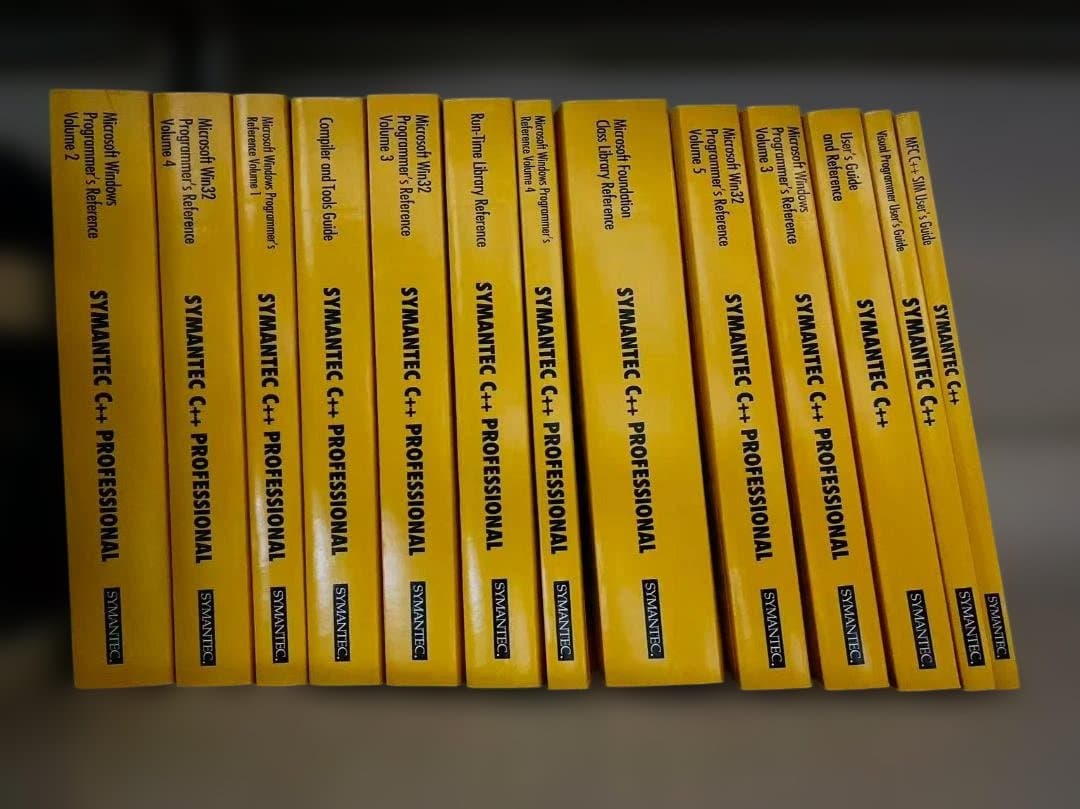 Microsoft Windows
Programmer's Reference
Volume 2
SYMANTEC C++ PROFESSIONAL
SYMANTEC.
Microsoft Win32
Programmer's Reference
Volume 4
SYMANTEC C++ PROFESSIONAL
SYMANTEC.
Microsoft Windows Programmer's
Reference Volume 1
SYMANTEC C++ PROFESSIONAL
SYMANTEC.
Compiler and Tools Guide
SYMANTEC C++ PROFESSIONAL
SYMANTEC.
Microsoft Win32
Programmer's Reference
Volume 3
SYMANTEC C++ PROFESSIONAL
SYMANTEC.
Run-Time Library Reference
SYMANTEC C++ PROFESSIONAL
SYMANTEC.
Microsoft Windows Programmer's
Reference Volume 4
SYMANTEC C++ PROFESSIONAL
SYMANTEC.
Microsoft Foundation
Class Library Reference
SYMANTEC C++ PROFESSIONAL
SYMANTEC.
Microsoft Win32
Programmer's Reference
Volume 5
SYMANTEC C++ PROFESSIONAL
SYMANTEC.
Microsoft Windows
Programmer's Reference
Volume 3
SYMANTEC C++ PROFESSIONAL
SYMANTEC.
User's Guide
and Reference
SYMANTEC C++
SYMANTEC.
Visual Programmer User's Guide
SYMANTEC C++
SYMANTEC.
MFC C++ SIM User's Guide
SYMANTEC C++
SYMANTEC.